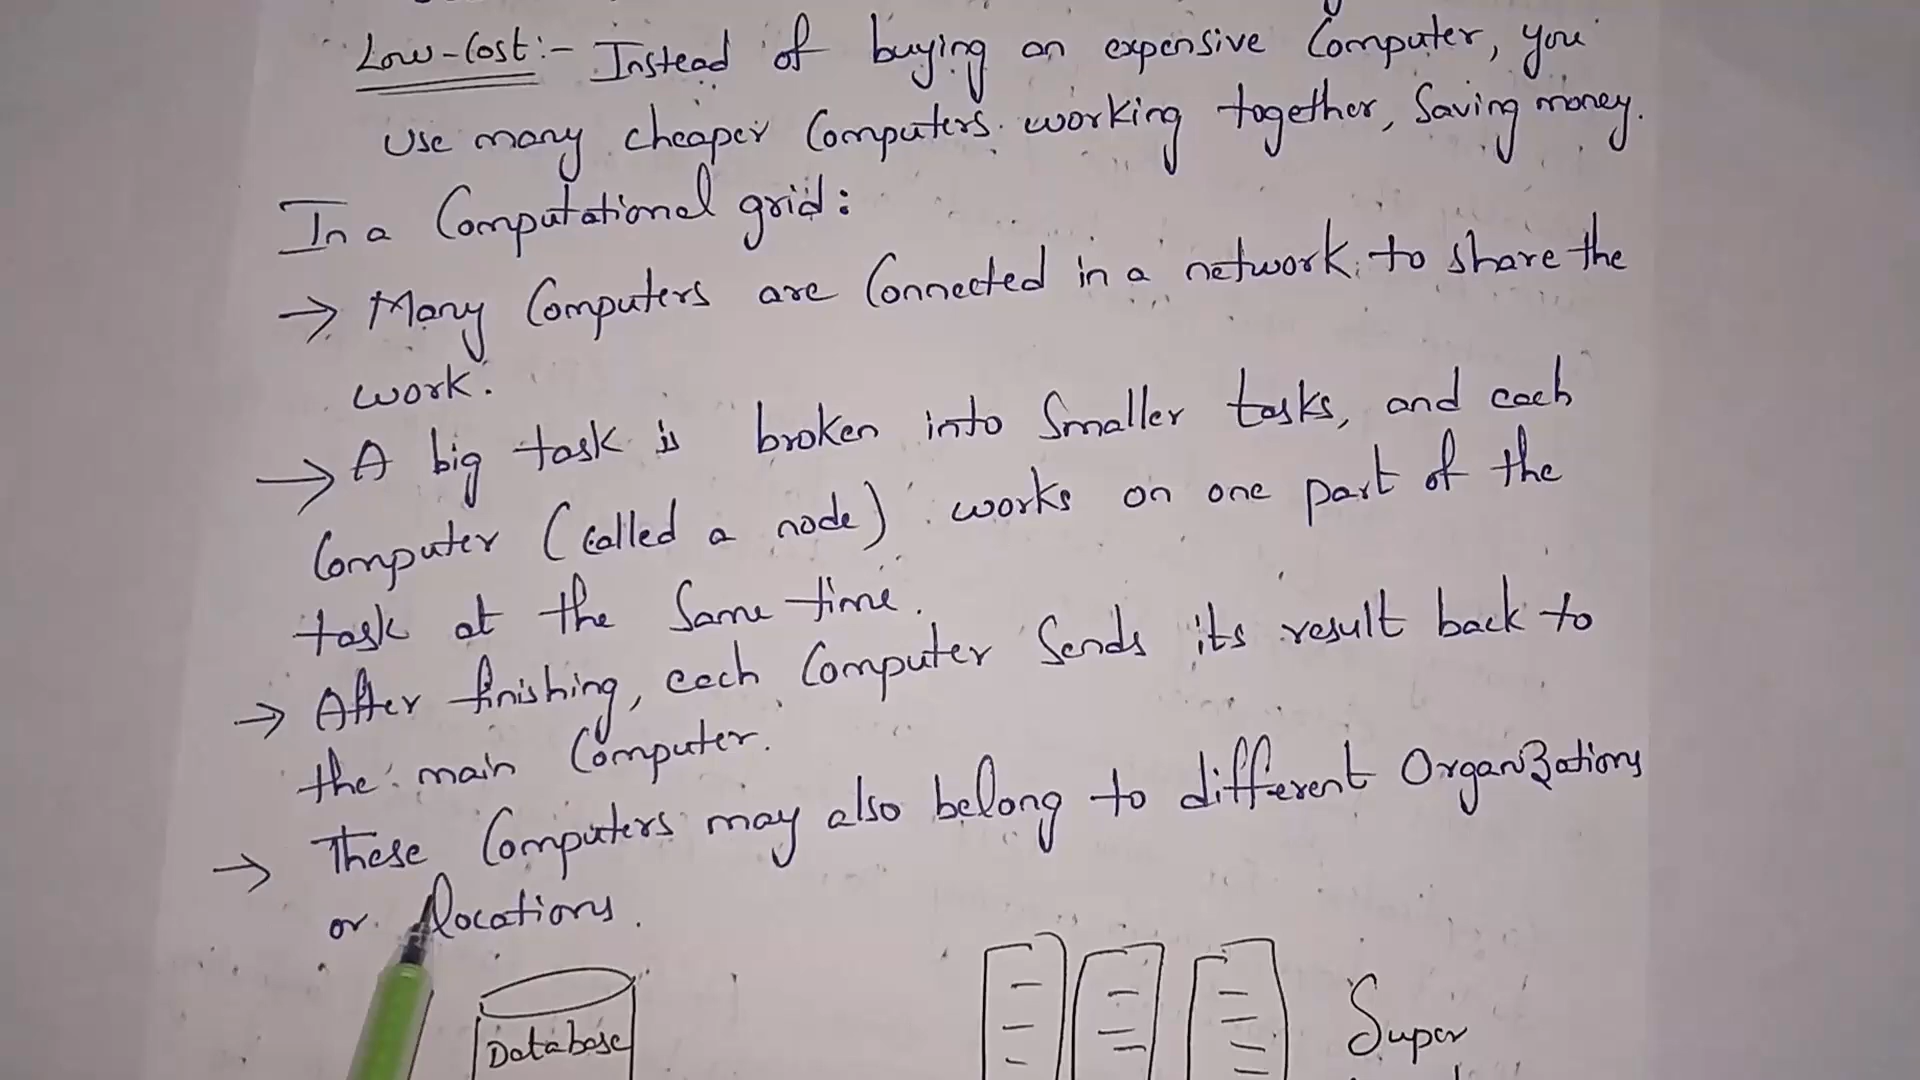 Low-Cost:- Instead of buying an expensive Computer, you
use many cheaper Computers working together, Saving money.
In a Computational grid:
→ Many Computers are Connected in a network to share the
work.
→ A big task is broken into Smaller tasks, and each
Computer (Called a node) works on one part of the
task at the Same time.
→ After finishing, each Computer Sends its result back to
the main Computer.
→ These Computers may also belong to different Organizations
or locations.
Database
Super